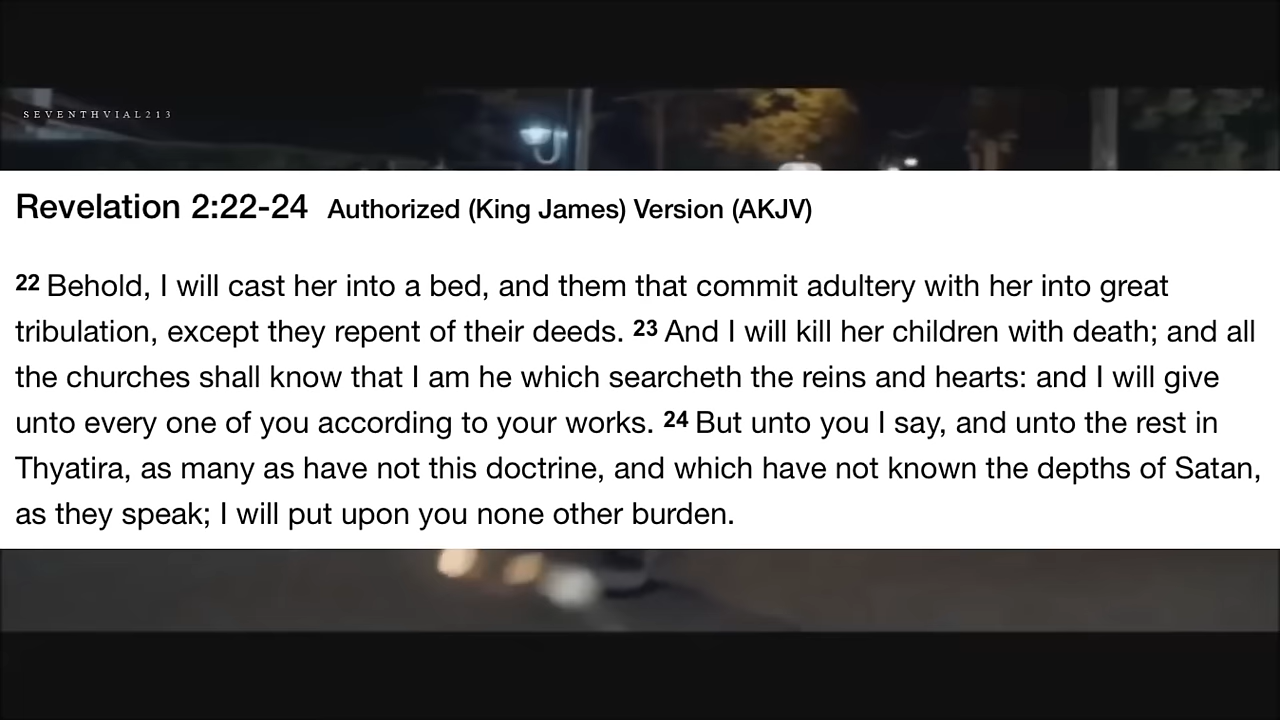 SEVENTHVIAL213
Revelation 2:22-24 Authorized (King James) Version (AKJV)
22 Behold, I will cast her into a bed, and them that commit adultery with her into great
tribulation, except they repent of their deeds. 23 And I will kill her children with death; and all
the churches shall know that I am he which searcheth the reins and hearts: and I will give
unto every one of you according to your works. 24 But unto you I say, and unto the rest in
Thyatira, as many as have not this doctrine, and which have not known the depths of Satan,
as they speak; I will put upon you none other burden.